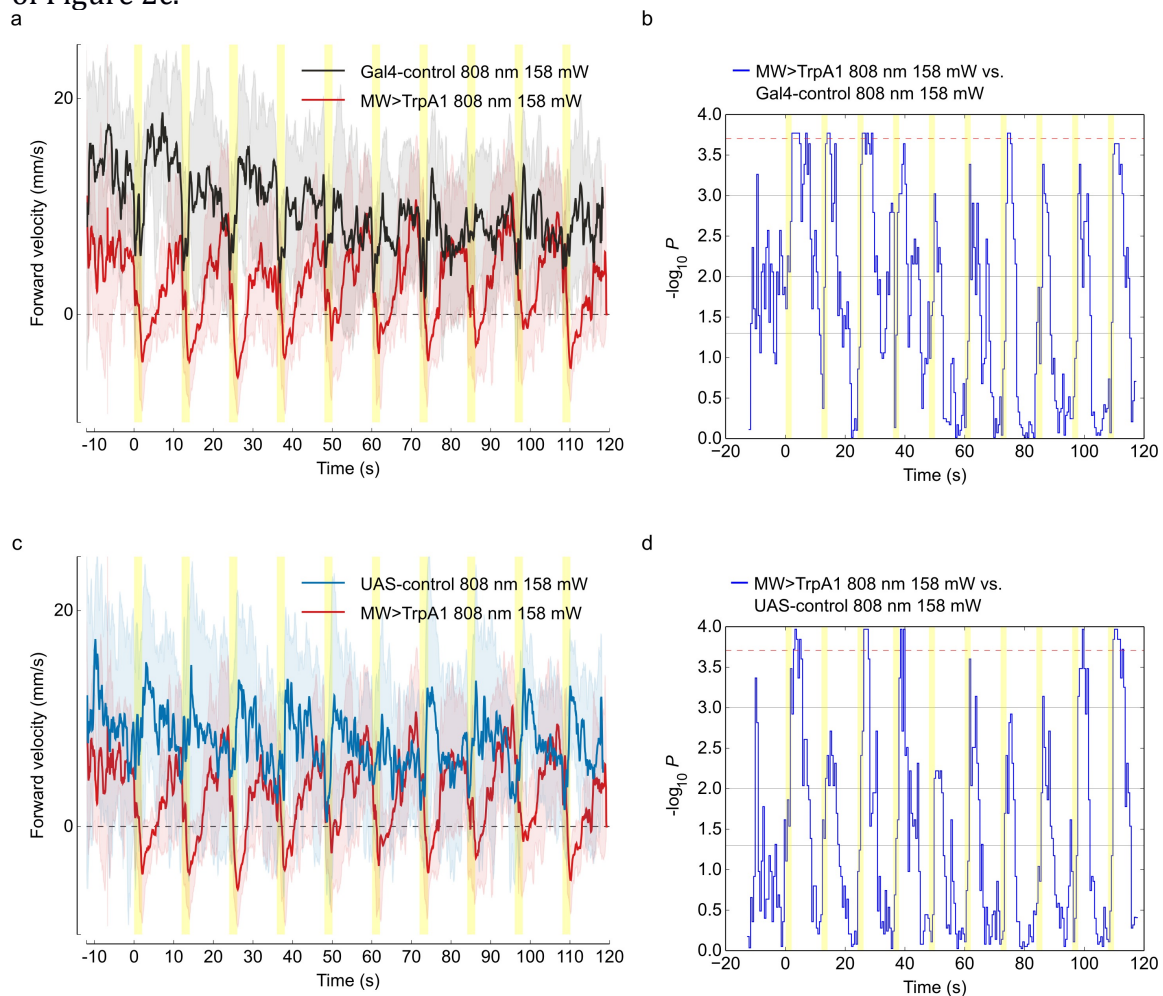 of Figure 2c.
a
b
Gal4-control 808 nm 158 mW
MW>TrpA1 808 nm 158 mW
20
0
Forward velocity (mm/s)
-10 0 10 20 30 40 50 60 70 80 90 100 110 120
Time (s)
MW>TrpA1 808 nm 158 mW vs.
Gal4-control 808 nm 158 mW
4.0
3.5
3.0
2.5
2.0
1.5
1.0
0.5
0.0
-log10 P
−20 0 20 40 60 80 100 120
Time (s)
c
d
UAS-control 808 nm 158 mW
MW>TrpA1 808 nm 158 mW
20
0
Forward velocity (mm/s)
-10 0 10 20 30 40 50 60 70 80 90 100 110 120
Time (s)
MW>TrpA1 808 nm 158 mW vs.
UAS-control 808 nm 158 mW
4.0
3.5
3.0
2.5
2.0
1.5
1.0
0.5
0.0
-log10 P
−20 0 20 40 60 80 100 120
Time (s)